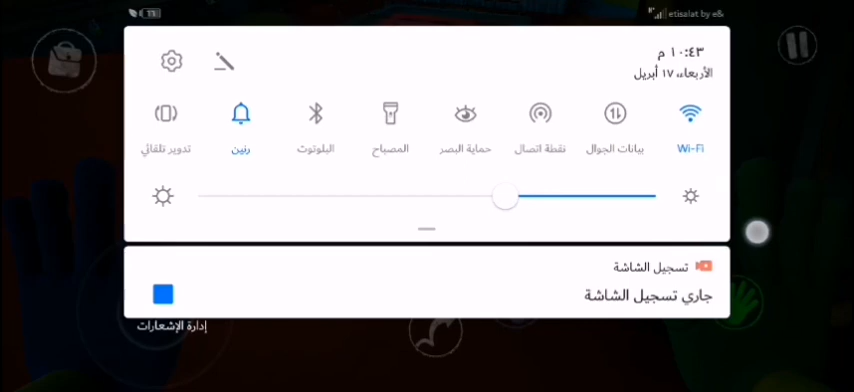 etisalat by e&
١٠:٤٣ م
الأربعاء، ١٧ أبريل
Wi-Fi
بيانات الجوال
نقطة اتصال
حماية البصر
المصباح
البلوتوث
رنين
تدوير تلقائي
تسجيل الشاشة
جاري تسجيل الشاشة
إدارة الإشعارات